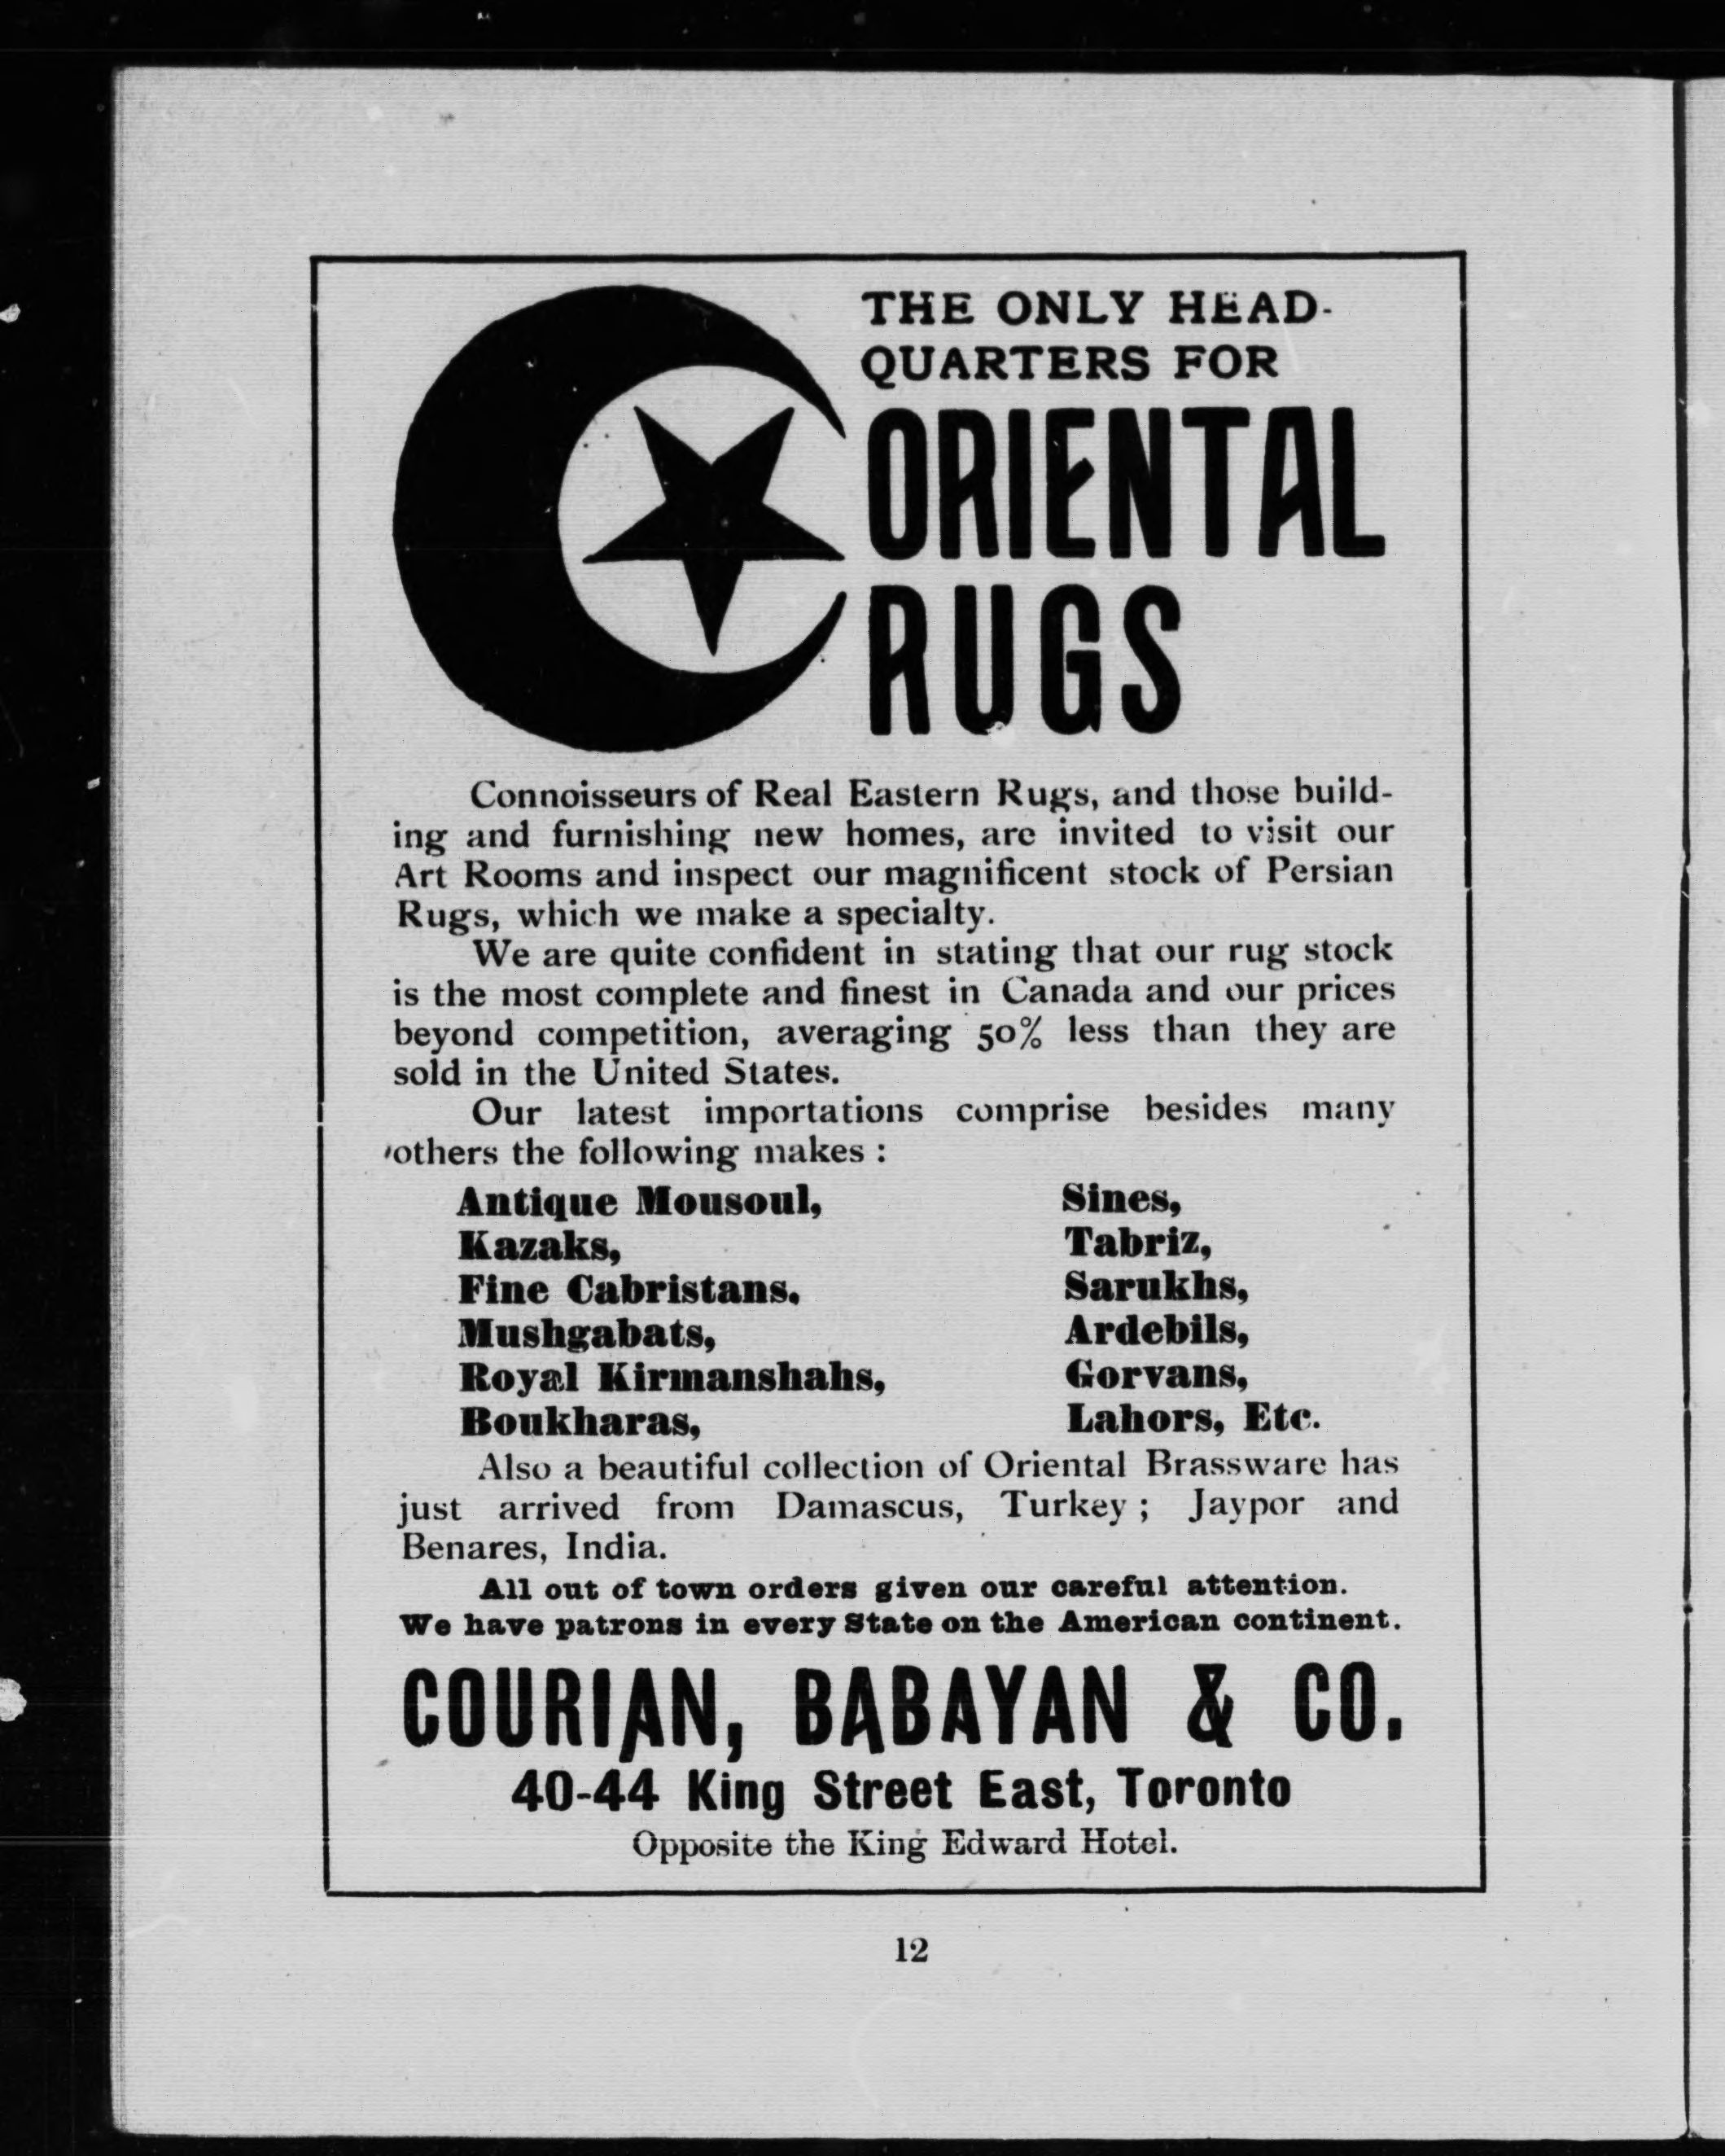 THE ONLY HEAD-
QUARTERS FOR
ORIENTAL
RUGS
Connoisseurs of Real Eastern Rugs, and those build-
ing and furnishing new homes, are invited to visit our
Art Rooms and inspect our magnificent stock of Persian
Rugs, which we make a specialty.
We are quite confident in stating that our rug stock
is the most complete and finest in Canada and our prices
beyond competition, averaging 50% less than they are
sold in the United States.
Our latest importations comprise besides many
others the following makes :
Antique Mousoul,
Kazaks,
Fine Cabristans.
Mushgabats,
Royal Kirmanshahs,
Boukharas,
Sines,
Tabriz,
Sarukhs,
Ardebils,
Gorvans,
Lahors, Etc.
Also a beautiful collection of Oriental Brassware has
just arrived from Damascus, Turkey ; Jaypor and
Benares, India.
All out of town orders given our careful attention.
We have patrons in every State on the American continent.
COURIAN, BABAYAN & CO.
40-44 King Street East, Toronto
Opposite the King Edward Hotel.
12